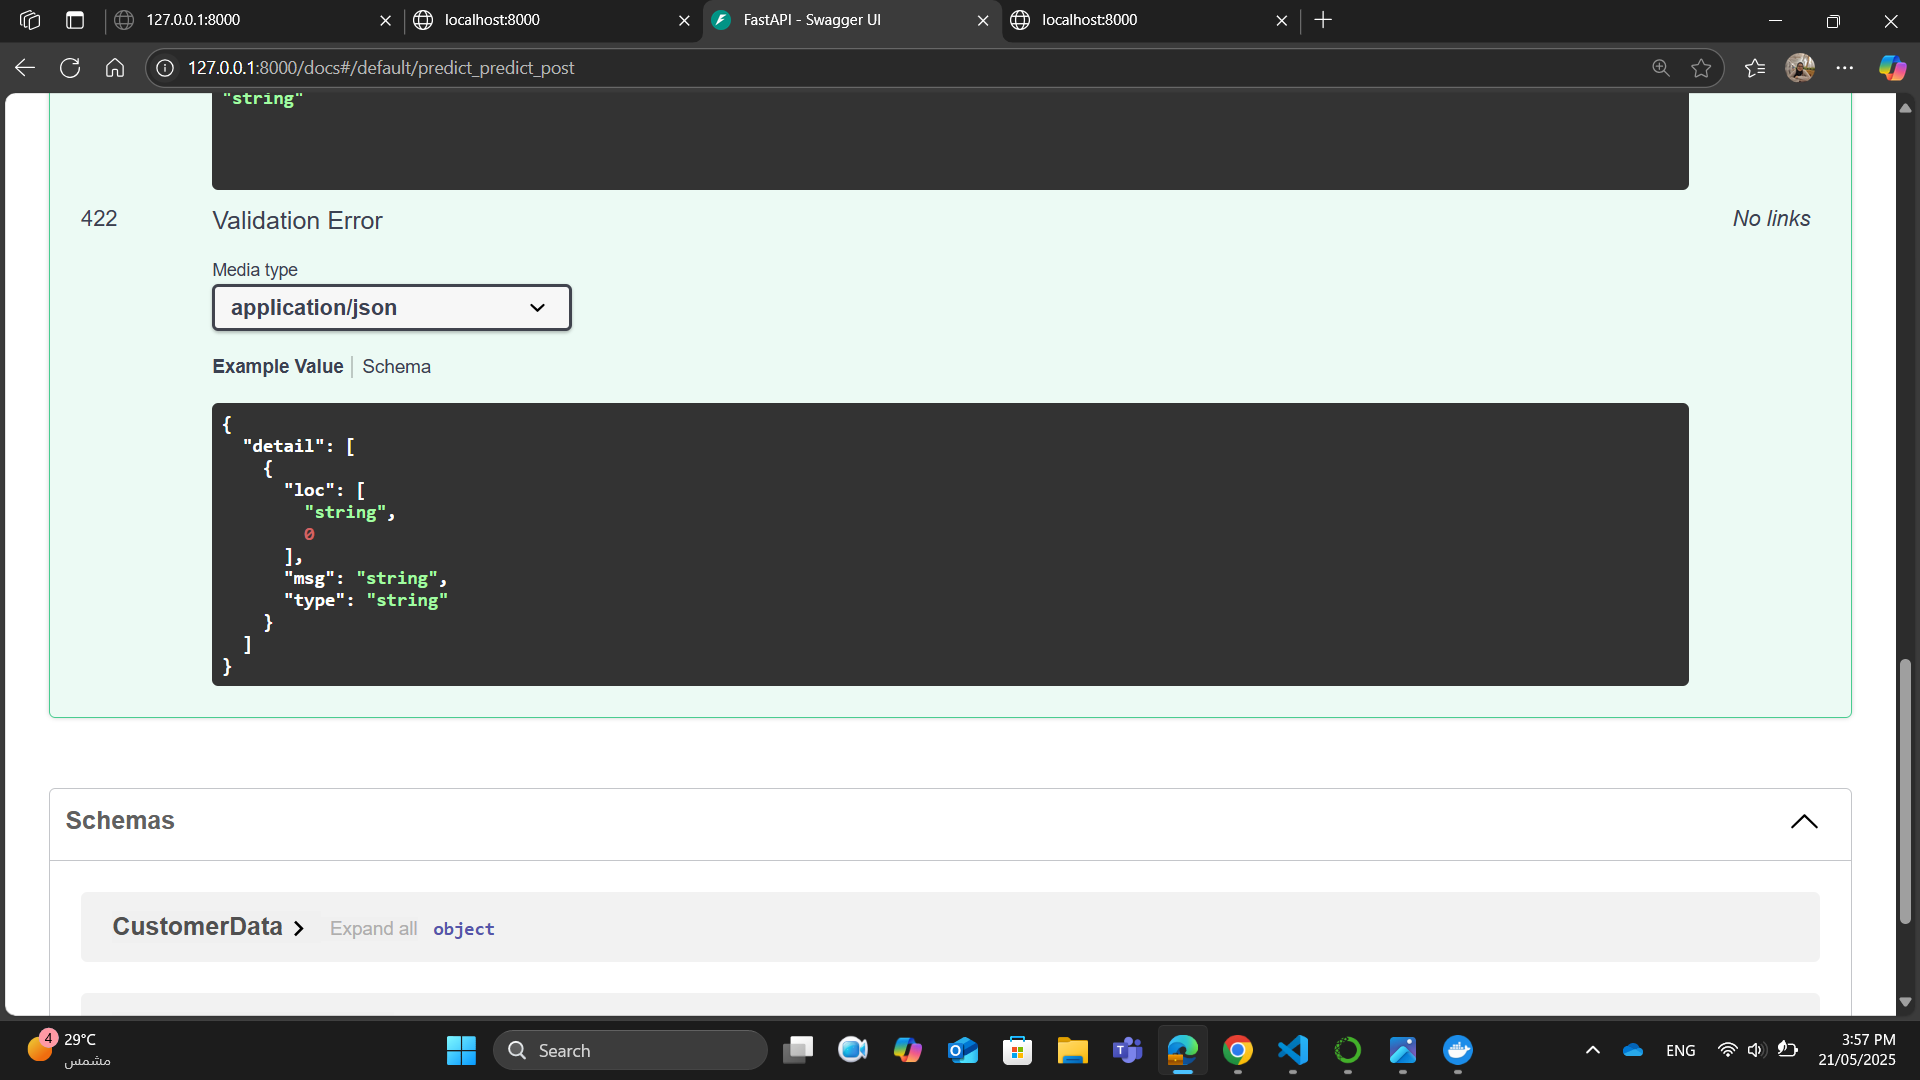 127.0.0.1:8000
localhost:8000
FastAPI - Swagger UI
localhost:8000
127.0.0.1:8000/docs#/default/predict_predict_post
"string"
422
Validation Error
No links
Media type
application/json
Example Value
Schema
{
"detail": [
{
"loc": [
"string",
0
],
"msg": "string",
"type": "string"
}
]
}
Schemas
CustomerData
Expand all
object
4
29°C
مشمس
Search
ENG
3:57 PM
21/05/2025